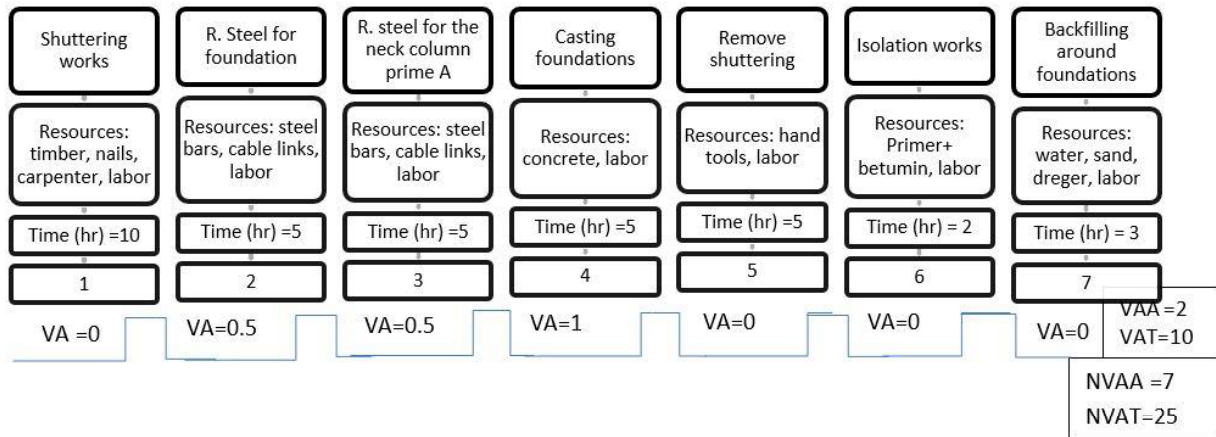 Shuttering
works
R. Steel for
foundation
R. steel for the
neck column
prime A
Casting
foundations
Remove
shuttering
Isolation works
Backfilling
around
foundations
Resources:
timber, nails,
carpenter, labor
Resources: steel
bars, cable links,
labor
Resources: steel
bars, cable links,
labor
Resources:
concrete, labor
Resources: hand
tools, labor
Resources:
Primer+
betumin, labor
Resources:
water, sand,
dreger, labor
Time (hr) =10
Time (hr) =5
Time (hr) =5
Time (hr) =5
Time (hr) =5
Time (hr) = 2
Time (hr) = 3
1
2
3
4
5
6
7
VA =0
VA=0.5
VA=0.5
VA=1
VA=0
VA=0
VA=0
VAA=2
VAT=10
NVAA =7
NVAT=25